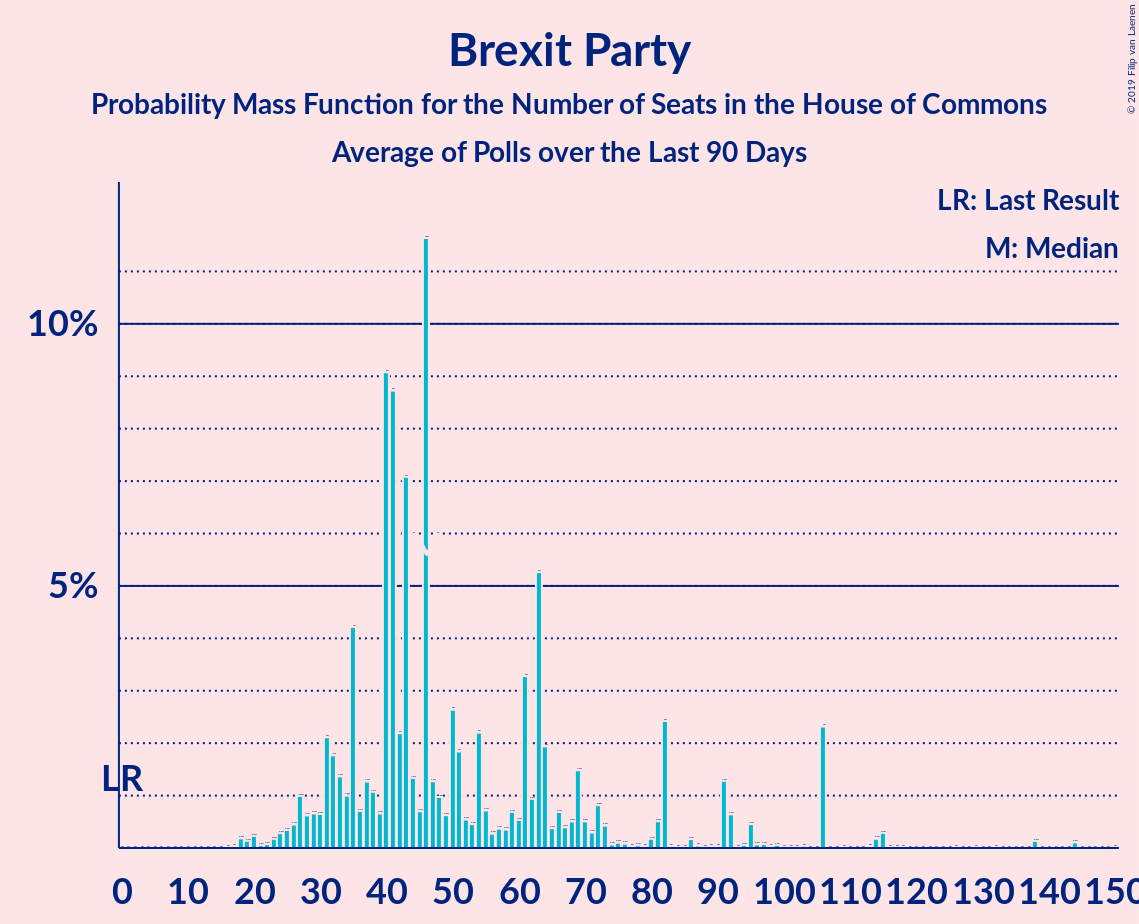 Brexit Party
Probability Mass Function for the Number of Seats in the House of Commons
Average of Polls over the Last 90 Days
© 2019 Filip van Laenen
LR: Last Result
M: Median
10%
5%
LR
0 10 20 30 40 50 60 70 80 90 100 110 120 130 140 150